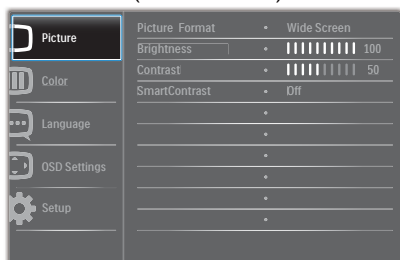 Picture
Color
Language
OSD Settings
Setup
Picture Format • Wide Screen
Brightness • 100
Contrast • 50
SmartContrast • Off